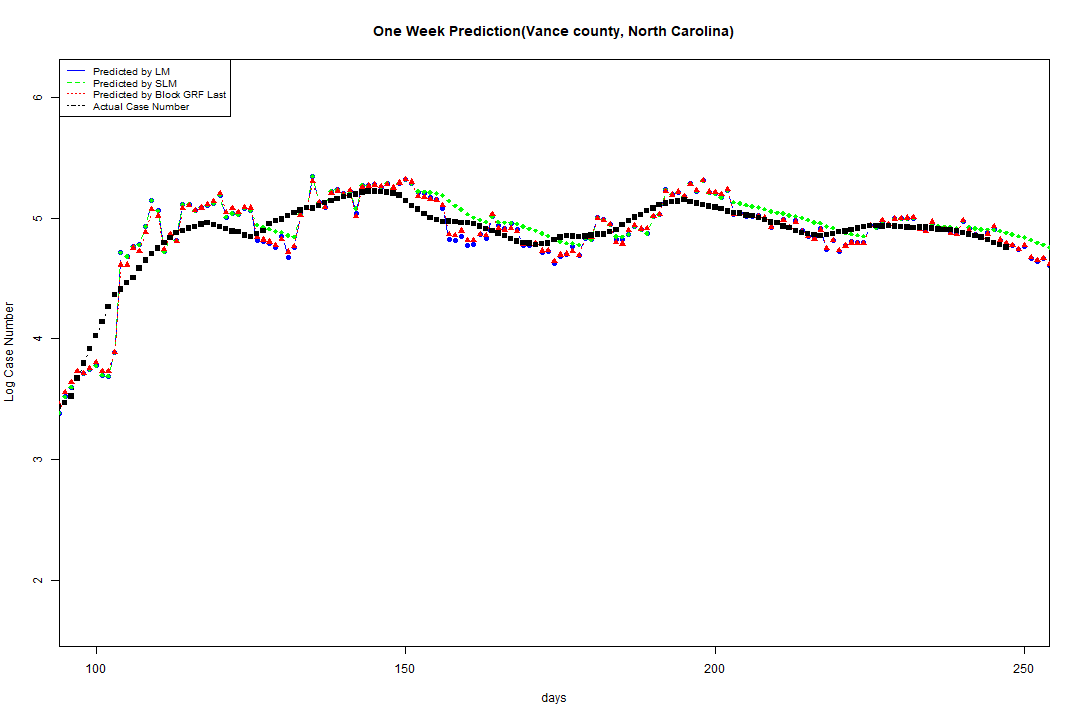 One Week Prediction(Vance county, North Carolina)
Predicted by LM
Predicted by SLM
Predicted by Block GRF Last
Actual Case Number
6
5
4
3
2
Log Case Number
100 150 200 250
days